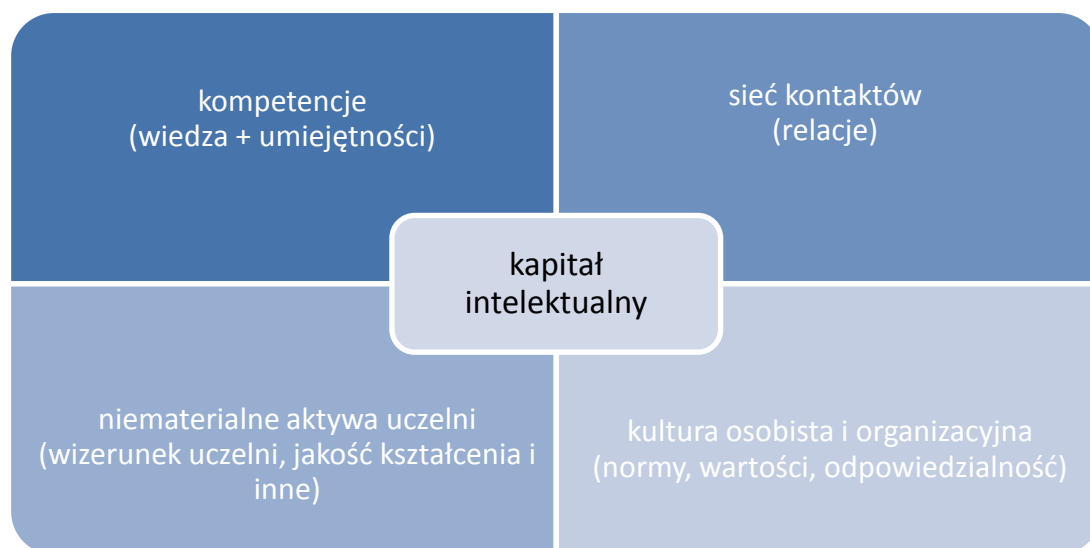 kompetencje
(wiedza + umiejętności)
sieć kontaktów
(relacje)
kapitał
intelektualny
niematerialne aktywa uczelni
(wizerunek uczelni, jakość kształcenia i
inne)
kultura osobista i organizacyjna
(normy, wartości, odpowiedzialność)